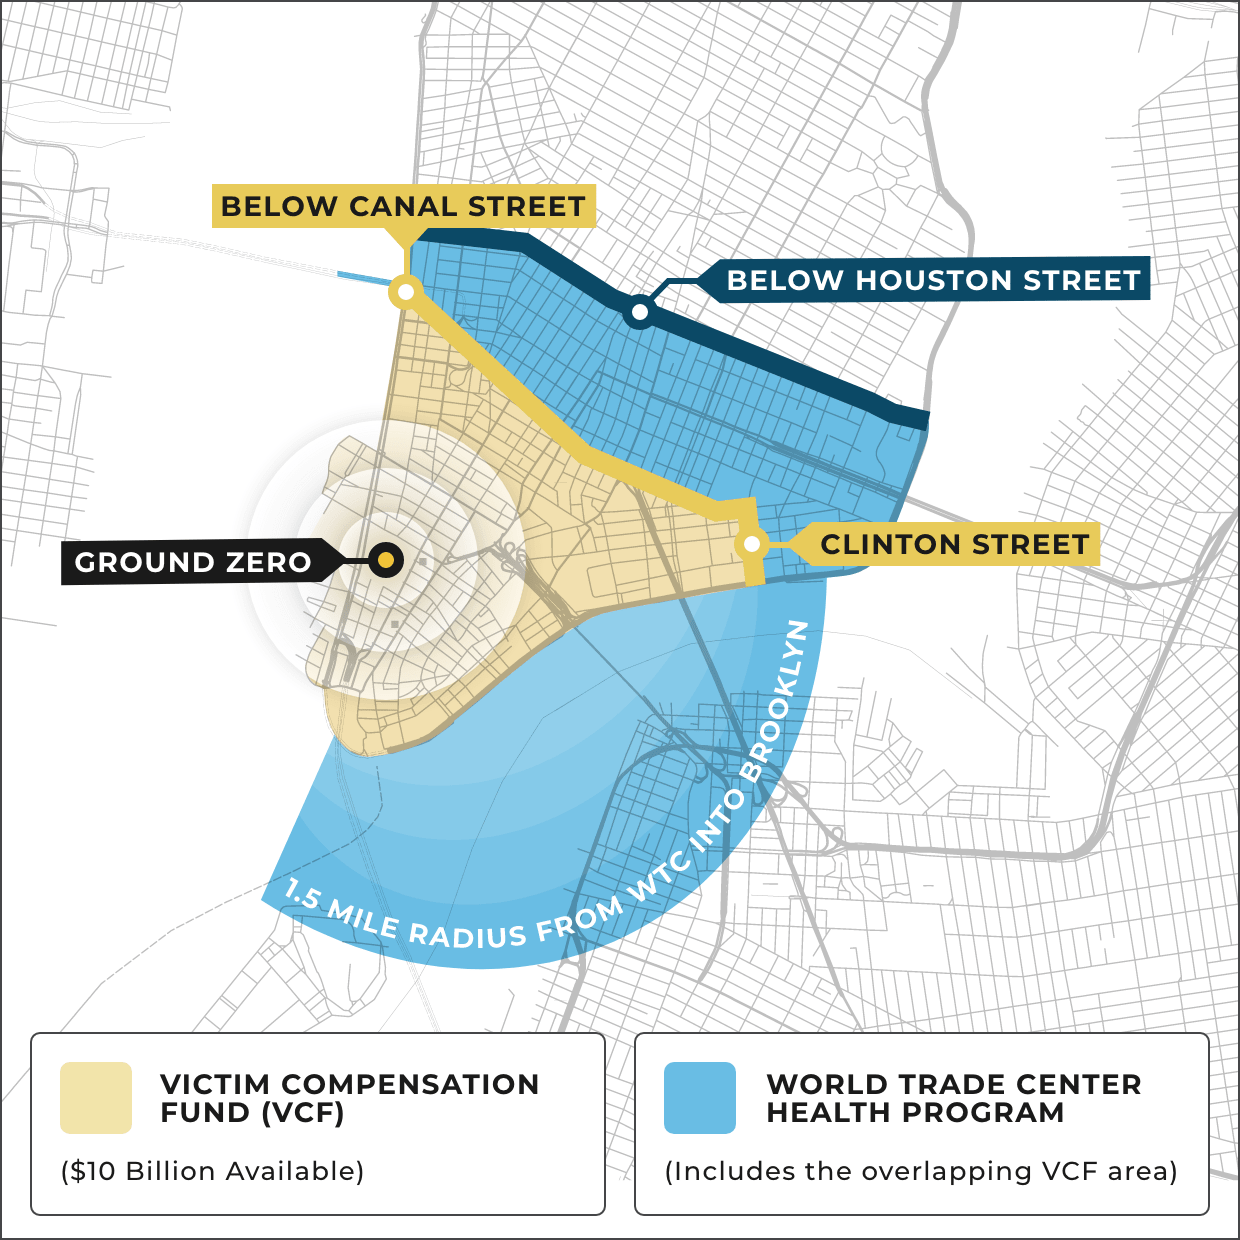 BELOW CANAL STREET
BELOW HOUSTON STREET
CLINTON STREET
GROUND ZERO
1.5 MILE RADIUS FROM WTC INTO BROOKLYN
VICTIM COMPENSATION
FUND (VCF)
($10 Billion Available)
WORLD TRADE CENTER
HEALTH PROGRAM
(Includes the overlapping VCF area)